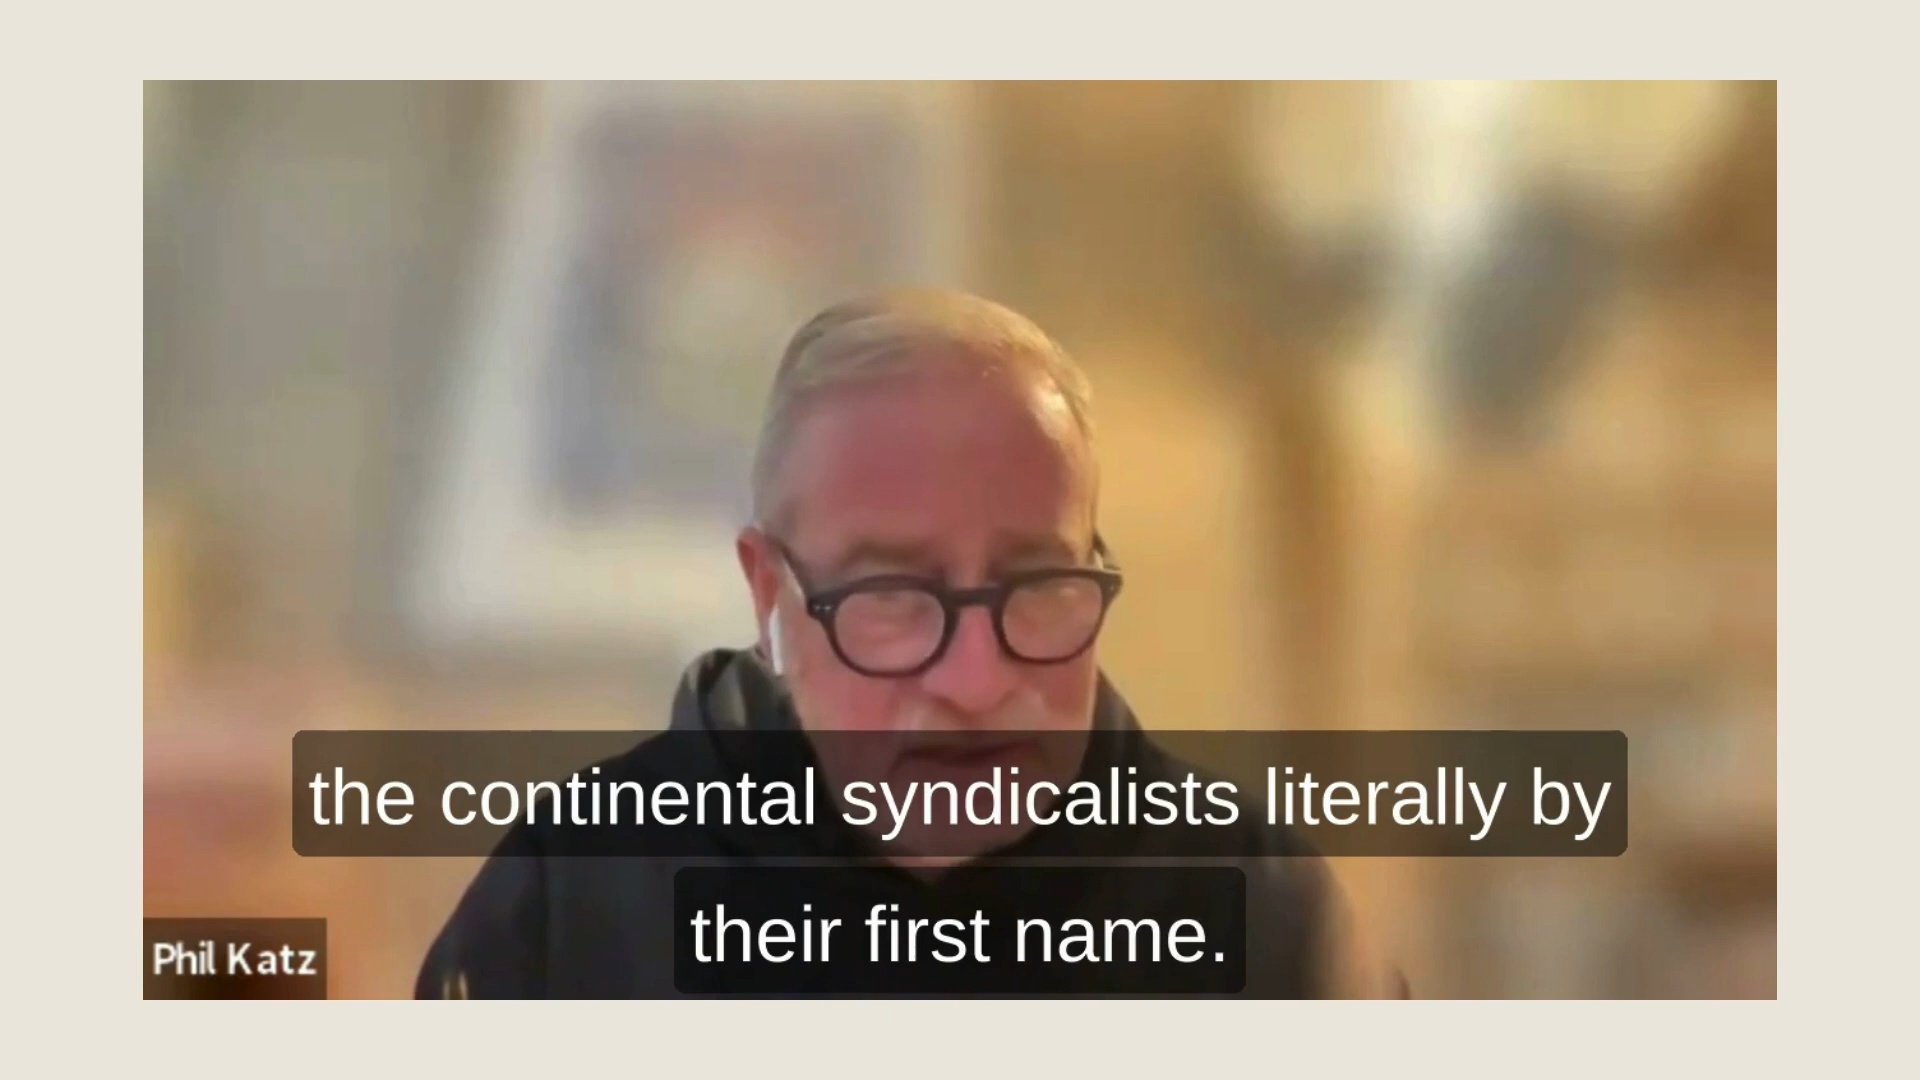 the continental syndicalists literally by
their first name.
Phil Katz